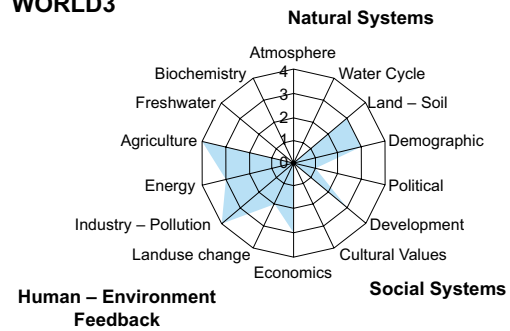 WORLD3
Natural Systems
Atmosphere
Biochemistry
Water Cycle
Freshwater
Land – Soil
Agriculture
Demographic
Energy
Political
Industry – Pollution
Development
Landuse change
Cultural Values
Economics
4
3
2
1
0
Human – Environment
Feedback
Social Systems